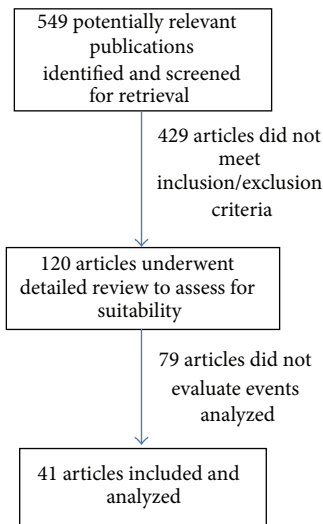 549 potentially relevant
publications
identified and screened
for retrieval
429 articles did not
meet
inclusion/exclusion
criteria
120 articles underwent
detailed review to assess for
suitability
79 articles did not
evaluate events
analyzed
41 articles included and
analyzed